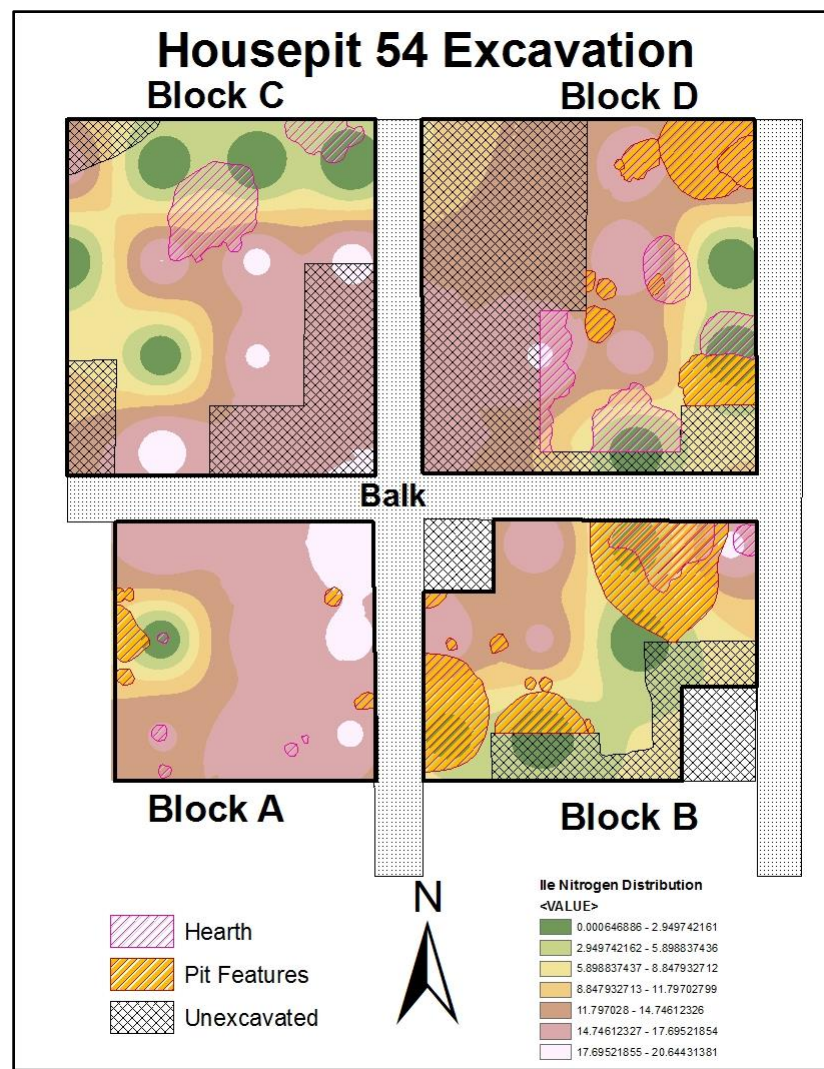 Housepit 54 Excavation
Block C
Block D
Balk
Block A
Block B
N
Hearth
Pit Features
Unexcavated
Ile Nitrogen Distribution
<VALUE>
0.000646886 - 2.949742161
2.949742162 - 5.898837436
5.898837437 - 8.847932712
8.847932713 - 11.79702799
11.797028 - 14.74612326
14.74612327 - 17.69521854
17.69521855 - 20.64431381